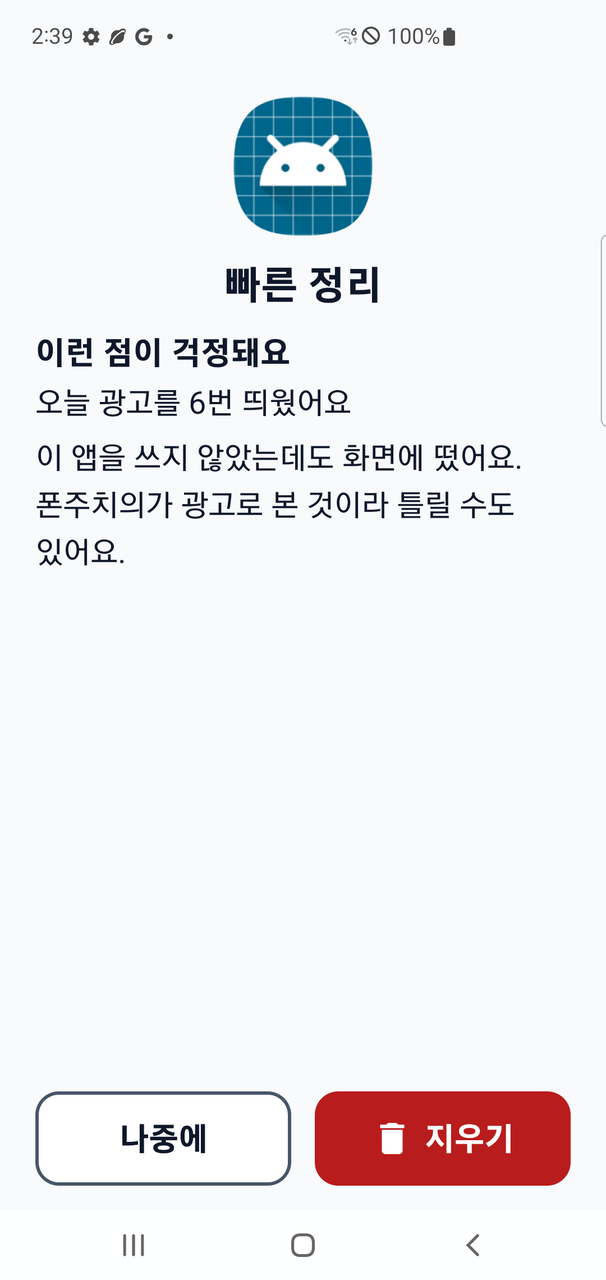 2:39
100%
빠른 정리
이런 점이 걱정돼요
오늘 광고를 6번 띄웠어요
이 앱을 쓰지 않았는데도 화면에 떴어요.
폰주치의가 광고로 본 것이라 틀릴 수도
있어요.
나중에
지우기